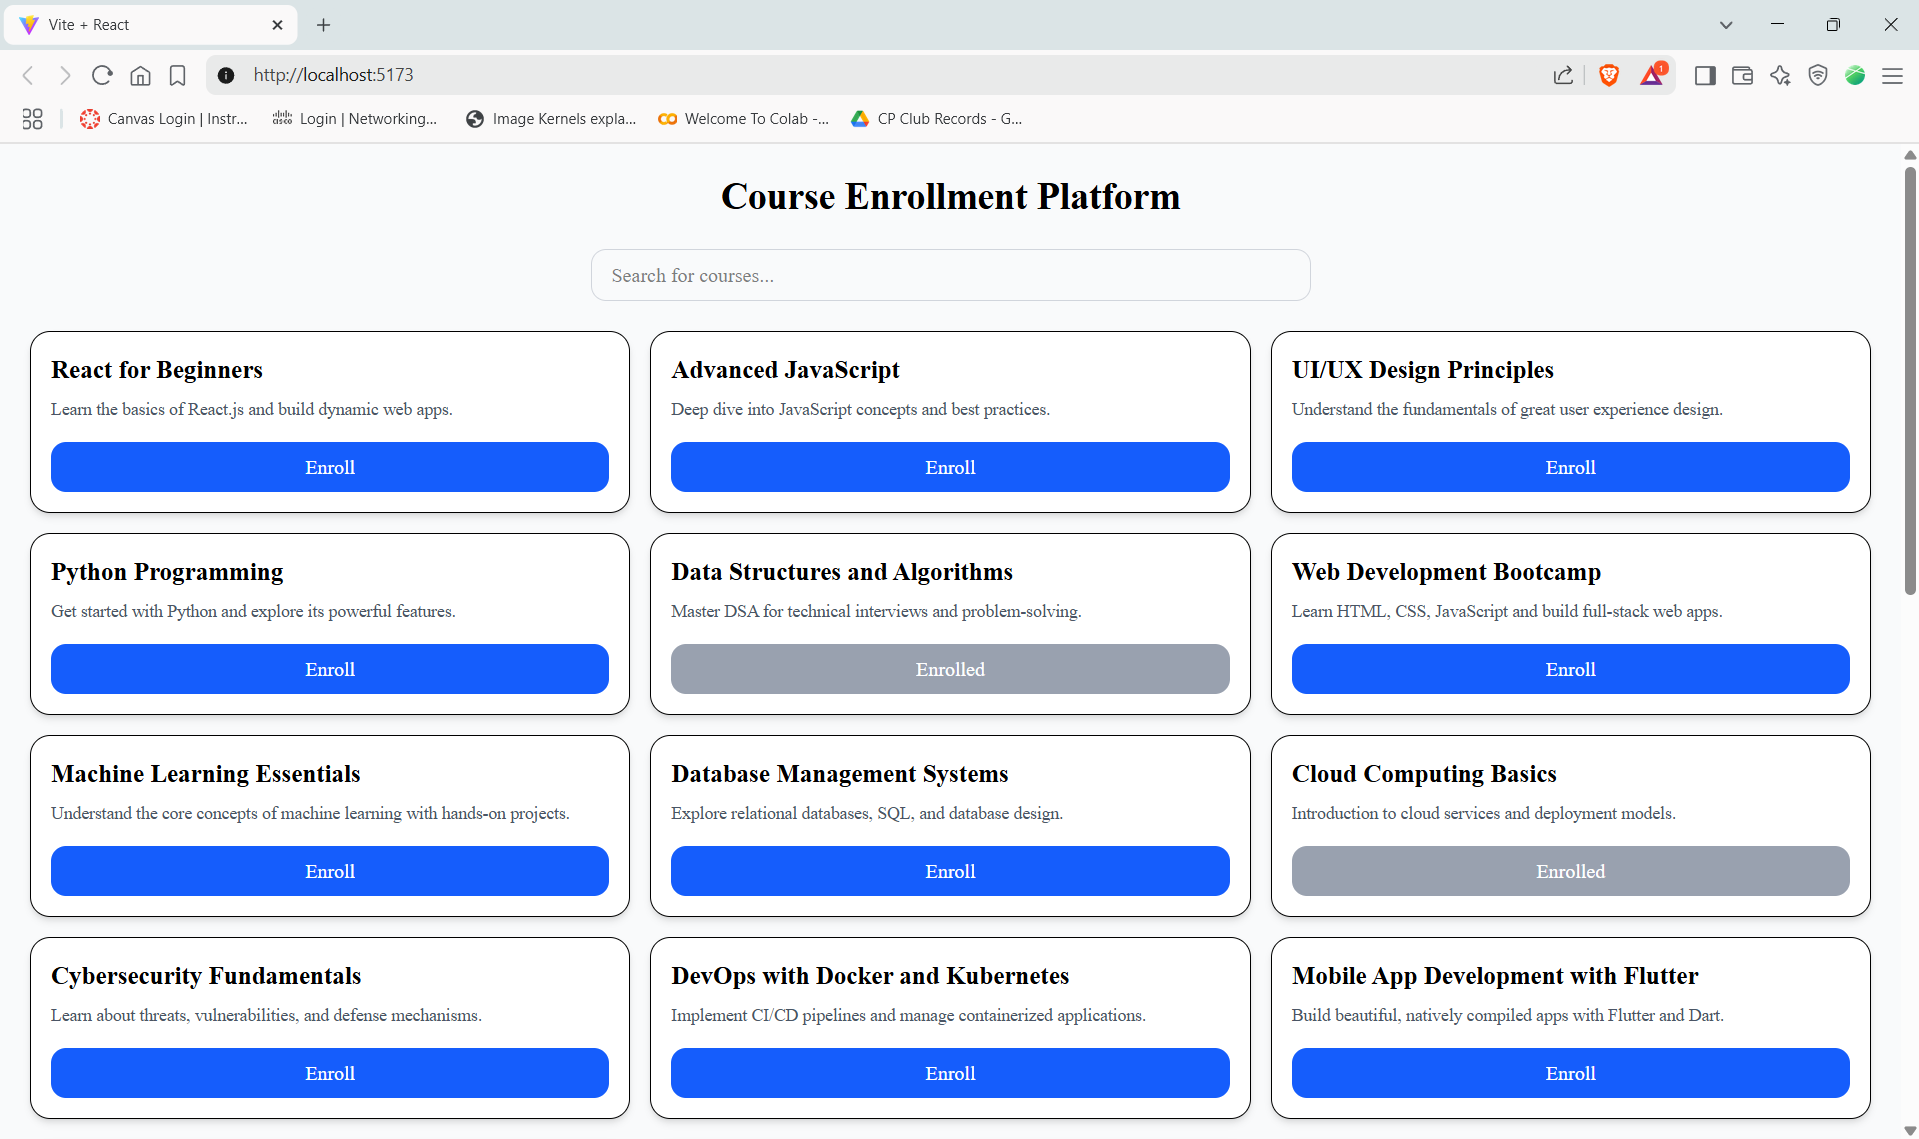 Vite + React
http://localhost:5173
1
Canvas Login | Instr...
Login | Networking...
Image Kernels expla...
Welcome To Colab -...
CP Club Records - G...
Course Enrollment Platform
Search for courses...
React for Beginners
Learn the basics of React.js and build dynamic web apps.
Enroll
Advanced JavaScript
Deep dive into JavaScript concepts and best practices.
Enroll
UI/UX Design Principles
Understand the fundamentals of great user experience design.
Enroll
Python Programming
Get started with Python and explore its powerful features.
Enroll
Data Structures and Algorithms
Master DSA for technical interviews and problem-solving.
Enrolled
Web Development Bootcamp
Learn HTML, CSS, JavaScript and build full-stack web apps.
Enroll
Machine Learning Essentials
Understand the core concepts of machine learning with hands-on projects.
Enroll
Database Management Systems
Explore relational databases, SQL, and database design.
Enroll
Cloud Computing Basics
Introduction to cloud services and deployment models.
Enrolled
Cybersecurity Fundamentals
Learn about threats, vulnerabilities, and defense mechanisms.
Enroll
DevOps with Docker and Kubernetes
Implement CI/CD pipelines and manage containerized applications.
Enroll
Mobile App Development with Flutter
Build beautiful, natively compiled apps with Flutter and Dart.
Enroll